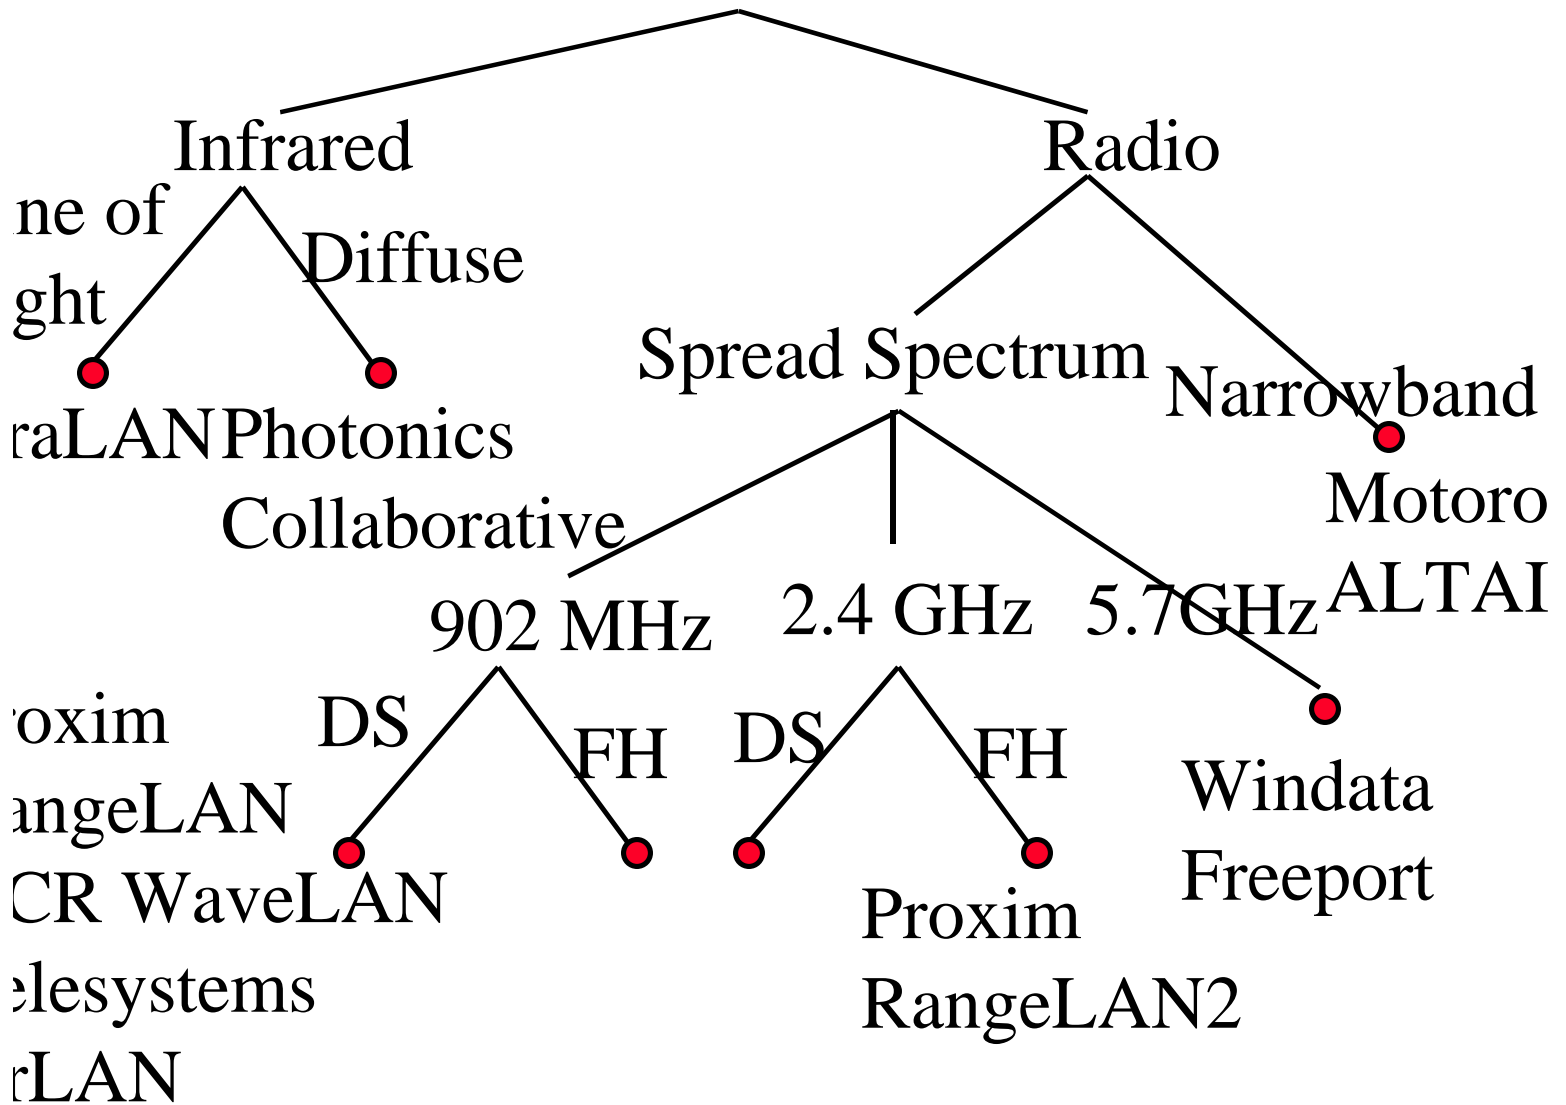 Infrared
Radio
ne of
ght
Diffuse
Spread Spectrum
Narrowband
raLAN
Photonics
Collaborative
Motoro
ALTAI
902 MHz
2.4 GHz
5.7GHz
DS
FH
DS
FH
roxim
angeLAN
CR WaveLAN
elesystems
rLAN
Windata
Freeport
Proxim
RangeLAN2